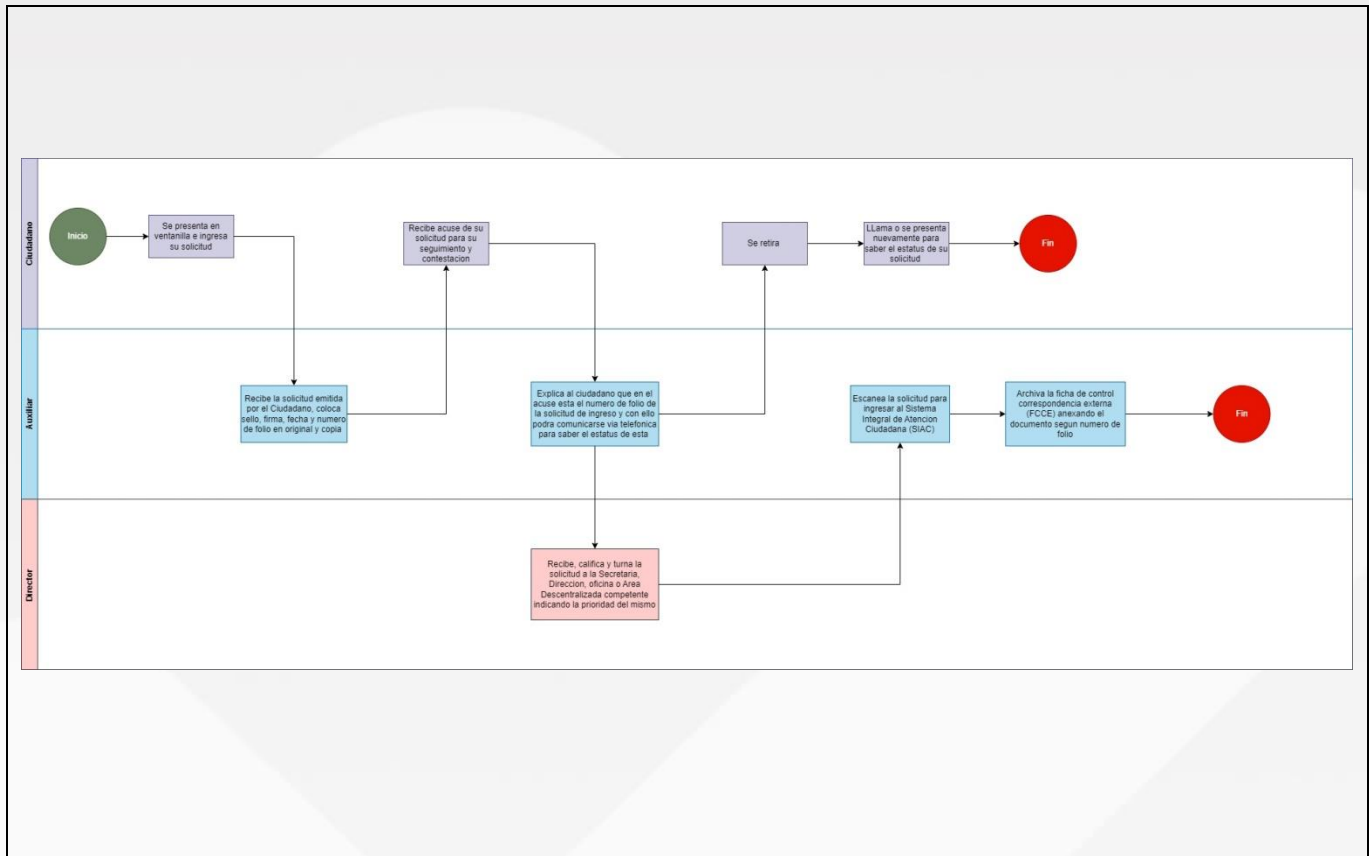 Ciudadano
Inicio
Se presenta en
ventanilla e ingresa
su solicitud
Recibe acuse de su
solicitud para su
seguimiento y
contestacion
Se retira
LLama o se presenta
nuevamente para
saber el estatus de su
solicitud
Fin
Auxiliar
Recibe la solicitud emitida
por el Ciudadano, coloca
sello, firma, fecha y numero
de folio en original y copia
Explica al ciudadano que en el
acuse esta el numero de folio de
la solicitud de ingreso y con ello
podra comunicarse via telefonica
para saber el estatus de esta
Escanea la solicitud para
ingresar al Sistema
Integral de Atencion
Ciudadana (SIAC)
Archiva la ficha de control
correspondencia externa
(FCCE) anexando el
documento segun numero de
folio
Fin
Director
Recibe, califica y turna la
solicitud a la Secretaria,
Direccion, oficina o Area
Descentralizada competente
indicando la prioridad del mismo